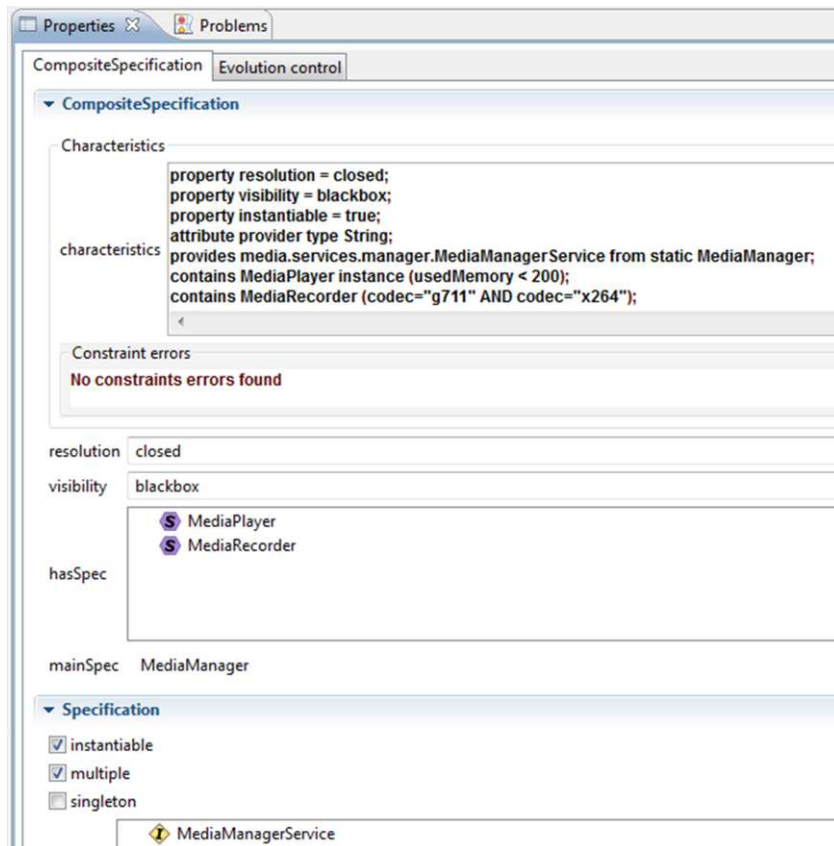 Properties Problems
CompositeSpecification Evolution control
CompositeSpecification
Characteristics
property resolution = closed;
property visibility = blackbox;
property instantiable = true;
attribute provider type String;
characteristics provides media.services.manager.MediaManagerService from static MediaManager;
contains MediaPlayer instance (usedMemory < 200);
contains MediaRecorder (codec="g711" AND codec="x264");
Constraint errors
No constraints errors found
resolution closed
visibility blackbox
S MediaPlayer
S MediaRecorder
hasSpec
mainSpec MediaManager
Specification
instantiable
multiple
singleton
I MediaManagerService